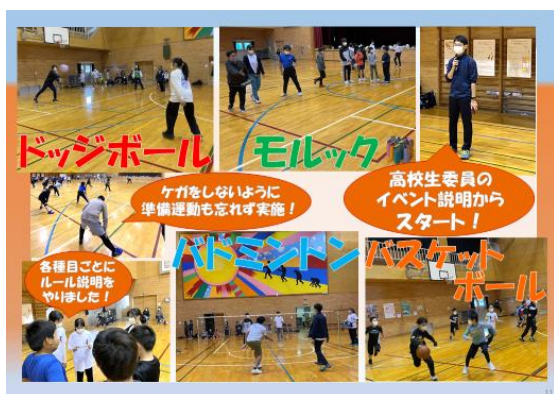 ドッジボール
モルック
高校生委員の
イベント説明から
スタート！
ケガをしないように
準備運動も忘れず実施！
バドミントン
バスケット
ボール
各種目ごとに
ルール説明を
やりました！